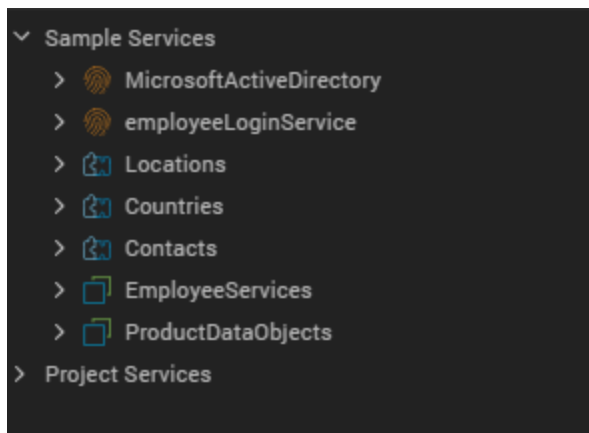 Sample Services
MicrosoftActiveDirectory
employeeLoginService
Locations
Countries
Contacts
EmployeeServices
ProductDataObjects
Project Services